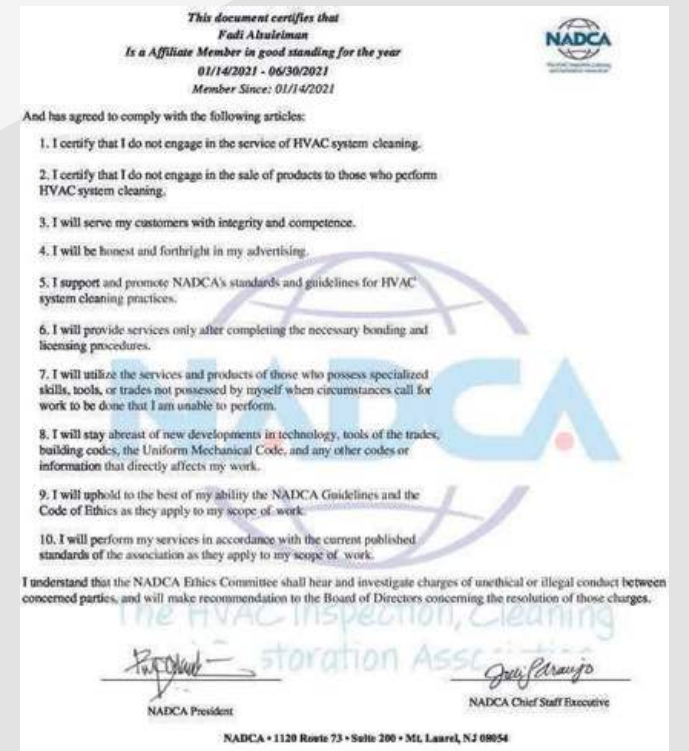 This document certifies that
Fadi Alsuleiman
Is a Affiliate Member in good standing for the year
01/14/2021 - 06/30/2021
Member Since: 01/14/2021
NADCA
And has agreed to comply with the following articles:
1. I certify that I do not engage in the service of HVAC system cleaning.
2. I certify that I do not engage in the sale of products to those who perform
HVAC system cleaning.
3. I will serve my customers with integrity and competence.
4. I will be honest and forthright in my advertising.
5. I support and promote NADCA's standards and guidelines for HVAC
system cleaning practices.
6. I will provide services only after completing the necessary bonding and
licensing procedures.
7. I will utilize the services and products of those who possess specialized
skills, tools, or trades not possessed by myself when circumstances call for
work to be done that I am unable to perform.
8. I will stay abreast of new developments in technology, tools of the trades,
building codes, the Uniform Mechanical Code, and any other codes or
information that directly affects my work.
9. I will uphold to the best of my ability the NADCA Guidelines and the
Code of Ethics as they apply to my scope of work.
10. I will perform my services in accordance with the current published
standards of the association as they apply to my scope of work.
NADCA
I understand that the NADCA Ethics Committee shall hear and investigate charges of unethical or illegal conduct between
concerned parties, and will make recommendation to the Board of Directors concerning the resolution of those charges.
The HVAC Inspection, Cleaning
storation
NADCA President
NADCA Chief Staff Executive
NADCA • 1120 Route 73 • Suite 200 • Mt. Laurel, NJ 08054